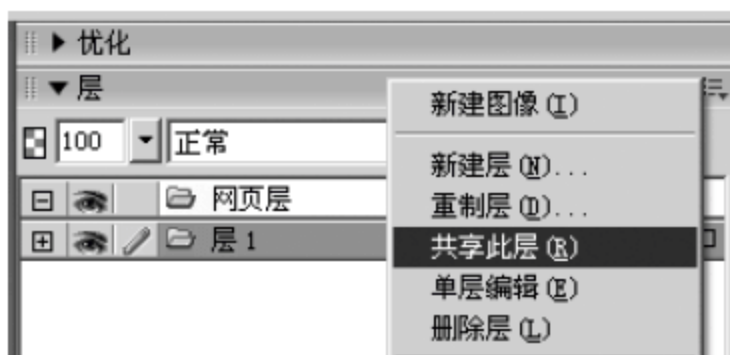 优化
层
100 正常
网页层
层 1
新建图像 (I)
新建层 (N)...
重制层 (D)...
共享此层 (R)
单层编辑 (E)
删除层 (L)